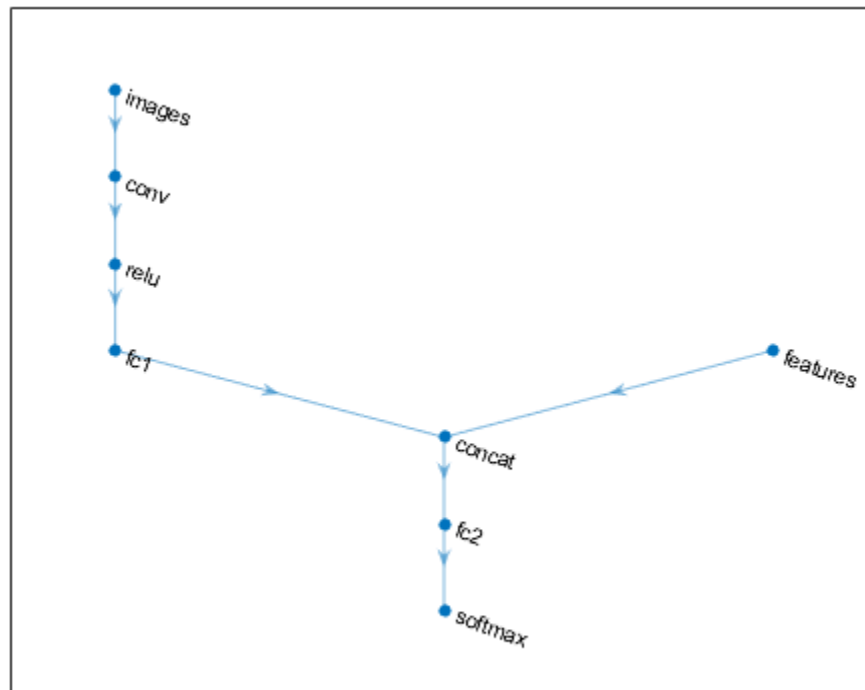 images
conv
relu
fc1
features
concat
fc2
softmax